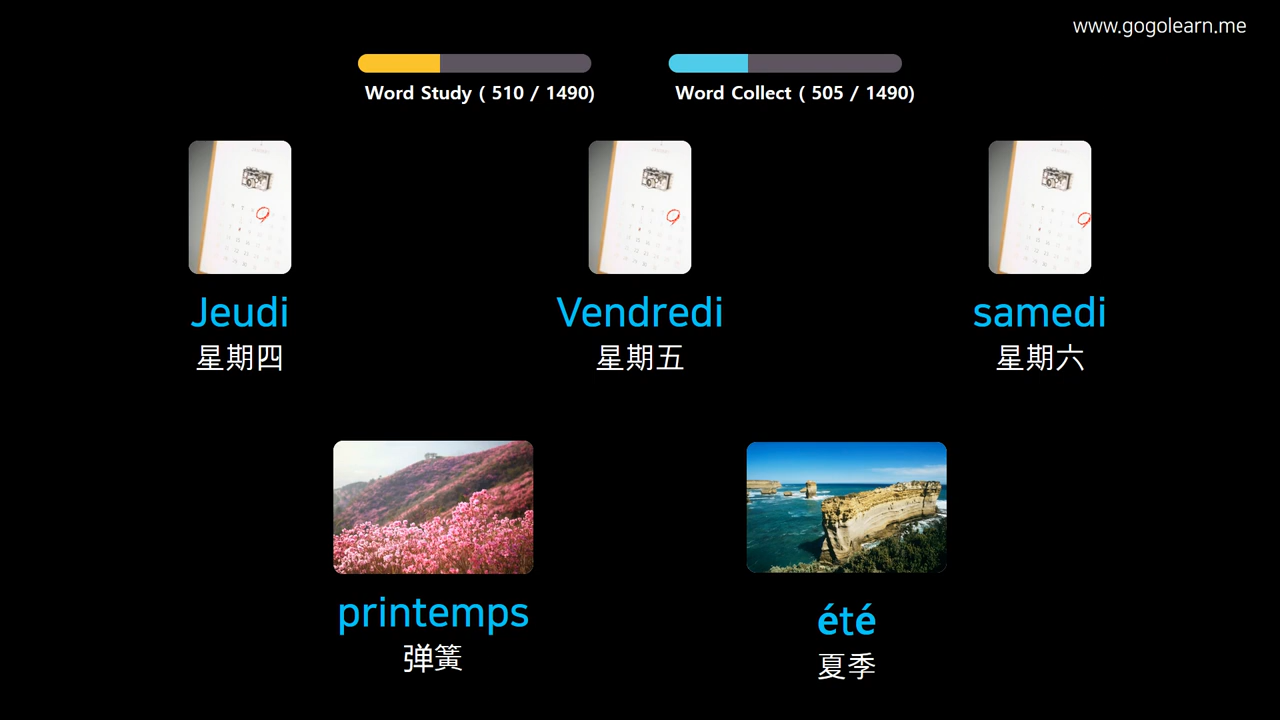 www.gogolearn.me
Word Study ( 510 / 1490)
Word Collect ( 505 / 1490)
Jeudi
星期四
Vendredi
星期五
samedi
星期六
printemps
弹簧
été
夏季